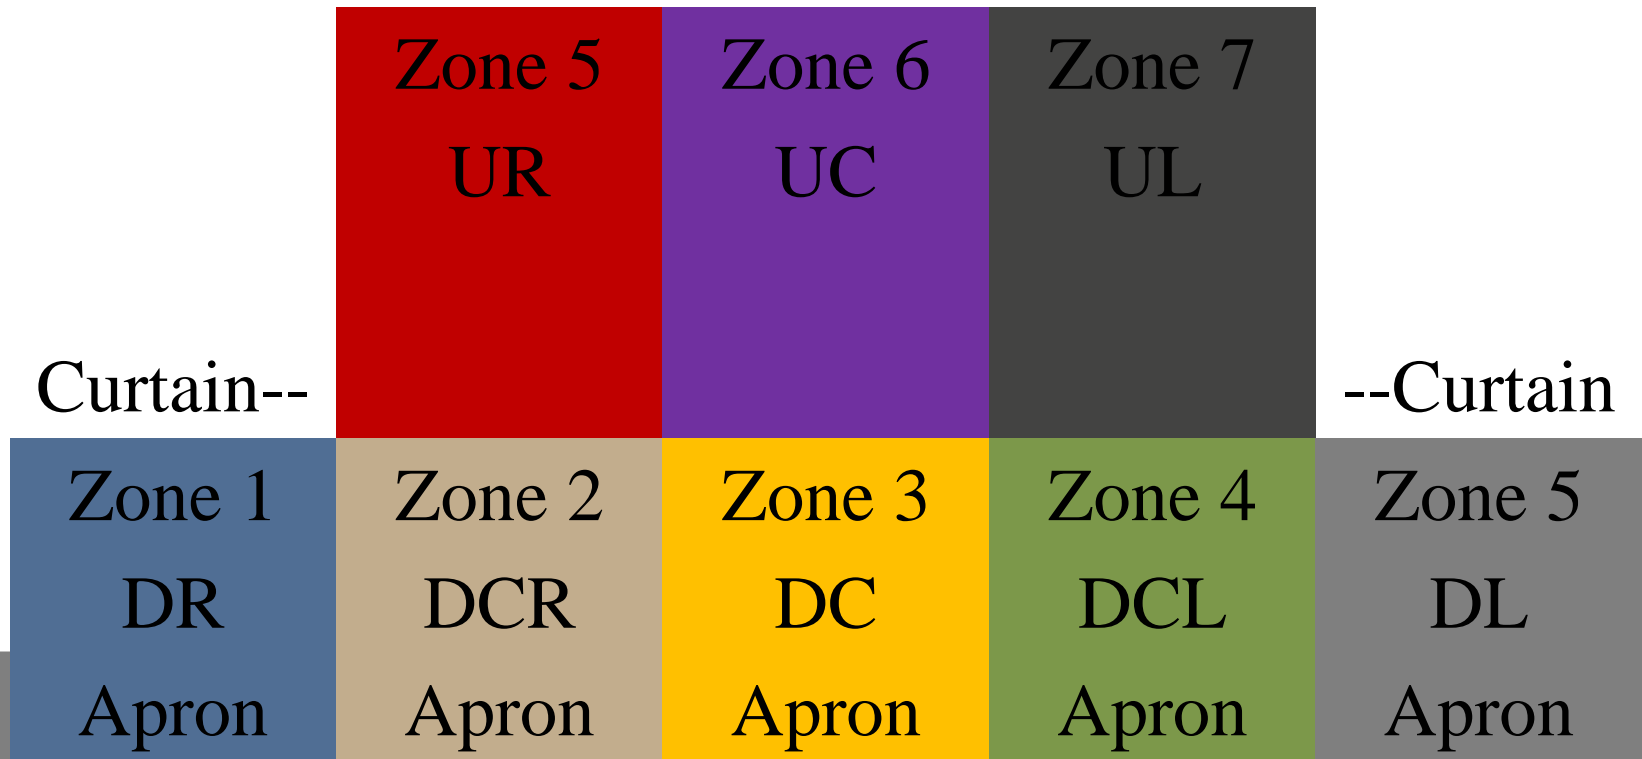 Zone 5 Zone 6 Zone 7
UR UC UL
Curtain-- --Curtain
Zone 1 Zone 2 Zone 3 Zone 4 Zone 5
DR DCR DC DCL DL
Apron Apron Apron Apron Apron